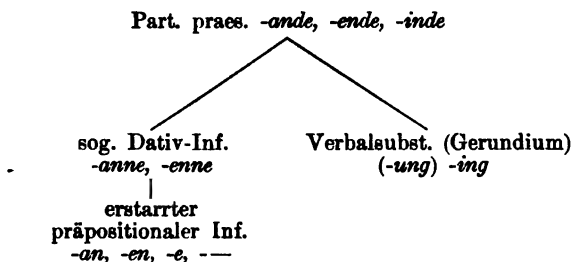 Part. praes. -ande, -ende, -inde
sog. Dativ-Inf.
-anne, -enne
Verbalsubst. (Gerundium)
(-ung) -ing
erstarrter
präpositionaler Inf.
-an, -en, -e, -—